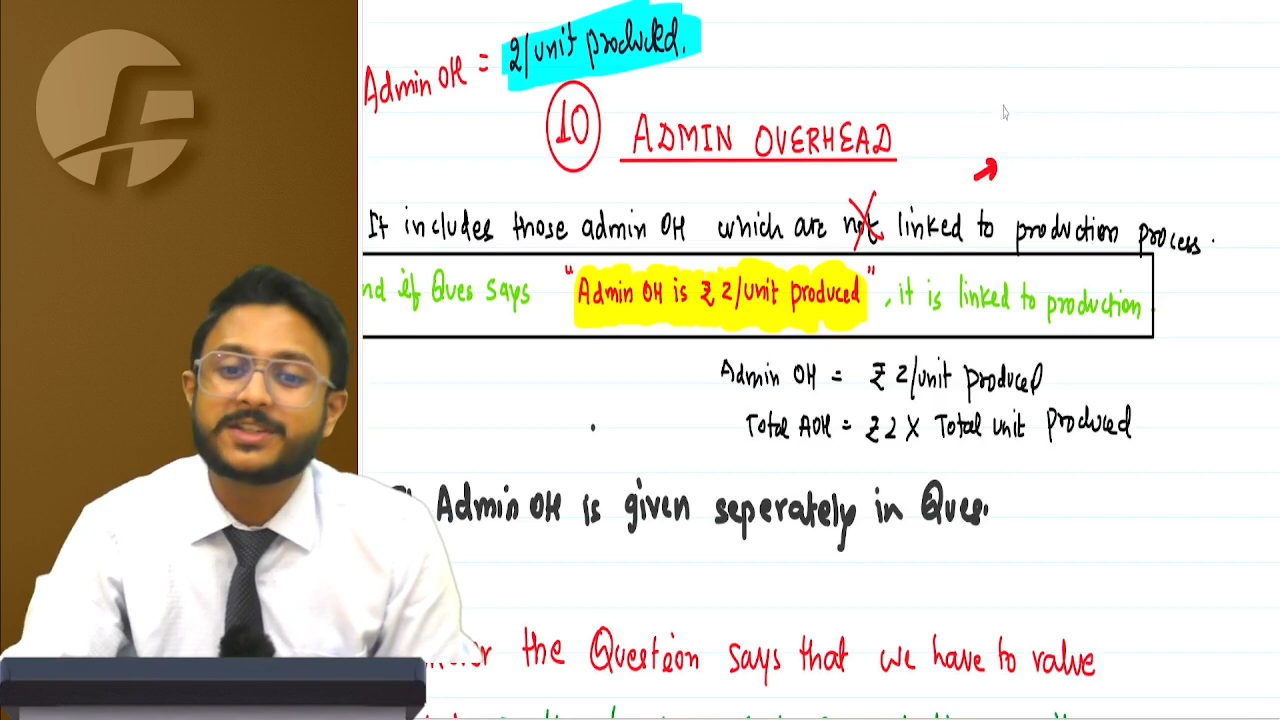 Admin OH = 2/unit produced.
10 ADMIN OVERHEAD
It includes those admin OH which are not linked to production process.
nd if Ques says "Admin OH is ₹ 2/unit produced", it is linked to production
Admin OH = ₹ 2/unit produced
Total AOH = ₹2 X Total unit produced
Admin OH is given seperately in Ques.
the Question says that we have to value